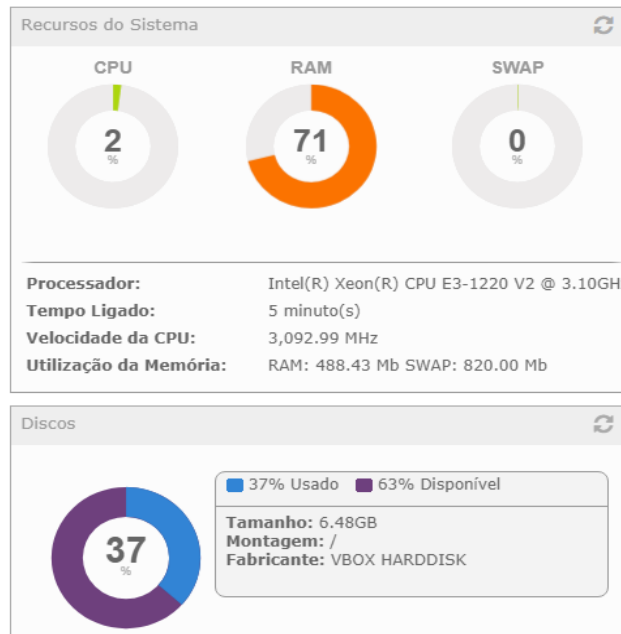 Recursos do Sistema
CPU RAM SWAP
2 71 0
% % %
Processador: Intel(R) Xeon(R) CPU E3-1220 V2 @ 3.10GH
Tempo Ligado: 5 minuto(s)
Velocidade da CPU: 3,092.99 MHz
Utilização da Memória: RAM: 488.43 Mb SWAP: 820.00 Mb
Discos
37% Usado 63% Disponível
Tamanho: 6.48GB
Montagem: /
Fabricante: VBOX HARDDISK
37
%